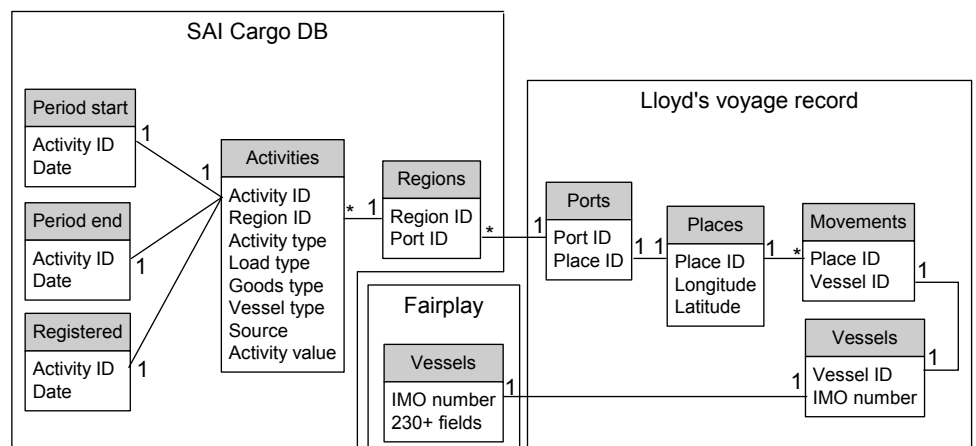 SAI Cargo DB
Period start
Activity ID
Date
1
Period end
Activity ID
Date
1
Registered
Activity ID
Date
1
1
Activities
Activity ID
Region ID
Activity type
Load type
Goods type
Vessel type
Source
Activity value
*
1
Regions
Region ID
Port ID
*
Fairplay
Vessels
IMO number
230+ fields
1
Lloyd's voyage record
1
Ports
Port ID
Place ID
1
1
Places
Place ID
Longitude
Latitude
1
*
Movements
Place ID
Vessel ID
1
Vessels
Vessel ID
IMO number
1
1